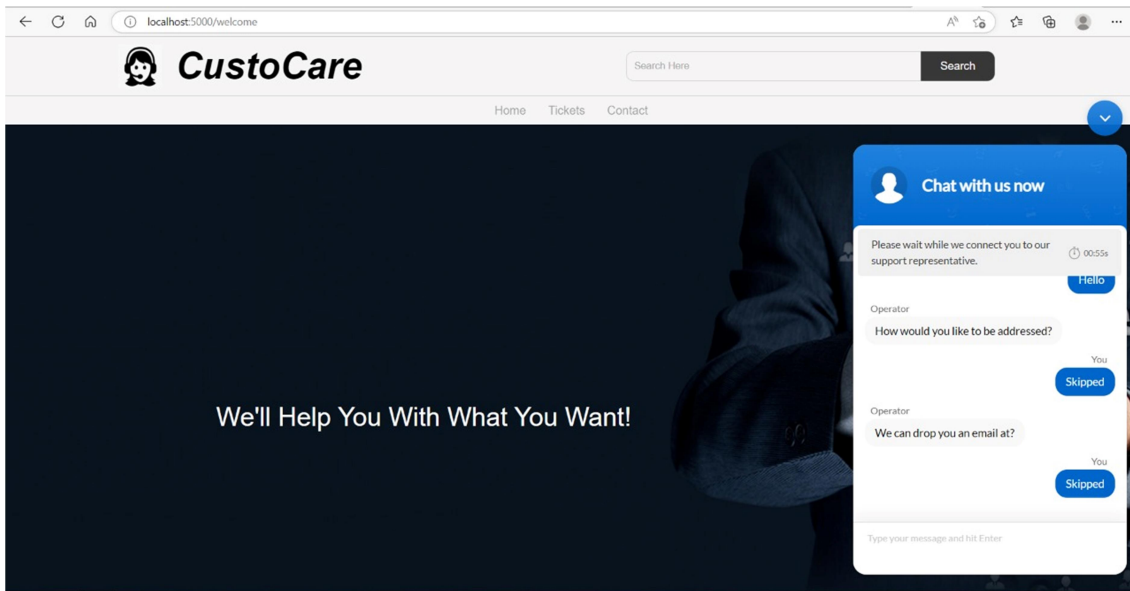 localhost:5000/welcome
CustoCare
Search Here
Search
Home Tickets Contact
We'll Help You With What You Want!
Chat with us now
Please wait while we connect you to our
support representative.
00:55s
Hello
Operator
How would you like to be addressed?
You
Skipped
Operator
We can drop you an email at?
You
Skipped
Type your message and hit Enter